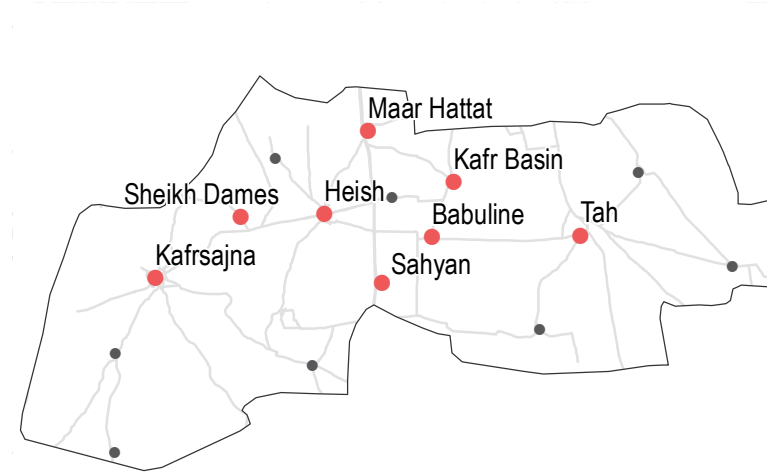 Maar Hattat
Kafr Basin
Sheikh Dames
Heish
Babuline
Tah
Kafrsajna
Sahyan